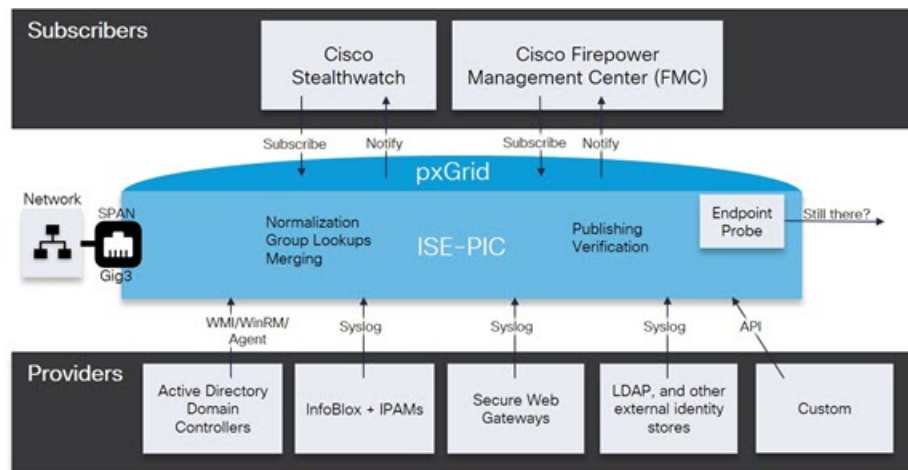 Subscribers
Cisco
Stealthwatch
Cisco Firepower
Management Center (FMC)
Subscribe
Notify
Subscribe
Notify
pxGrid
Network
SPAN
Gig3
Normalization
Group Lookups
Merging
ISE-PIC
Publishing
Verification
Endpoint
Probe
Still there?
WMI/WinRM/
Agent
Syslog
Syslog
Syslog
API
Providers
Active Directory
Domain
Controllers
InfoBlox + IPAMs
Secure Web
Gateways
LDAP, and other
external identity
stores
Custom